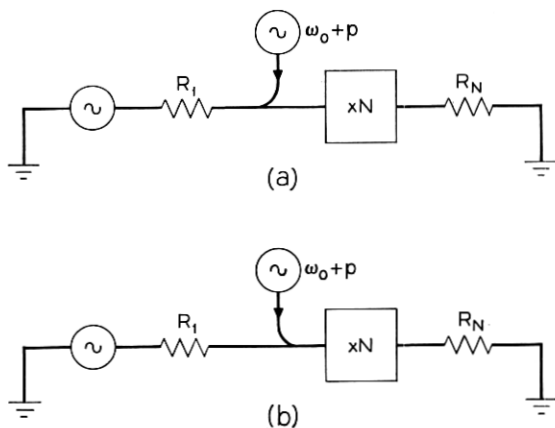 ω₀+p
R₁
xN
R_N
(a)
ω₀+p
R₁
xN
R_N
(b)